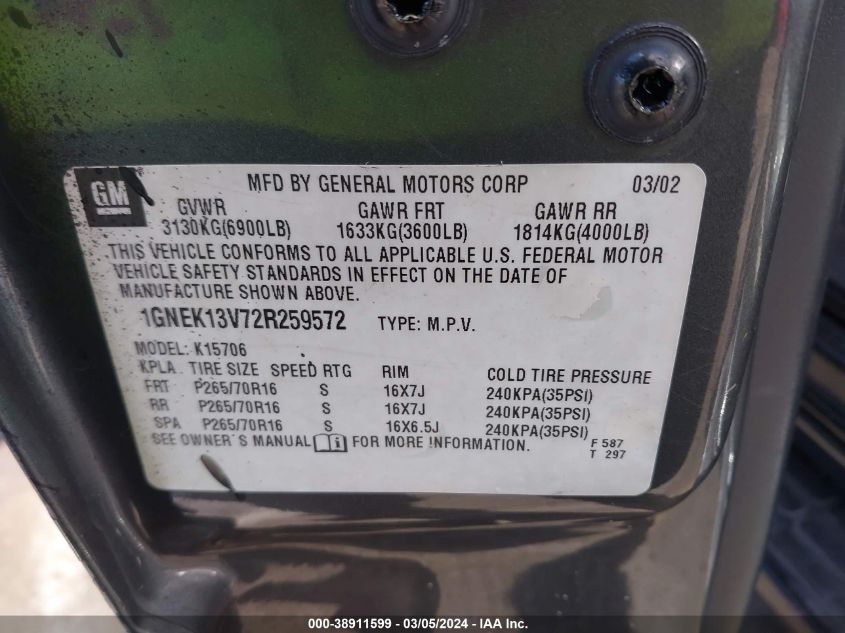 GM
MFD BY GENERAL MOTORS CORP 03/02
GVWR GAWR FRT GAWR RR
3130KG(6900LB) 1633KG(3600LB) 1814KG(4000LB)
THIS VEHICLE CONFORMS TO ALL APPLICABLE U.S. FEDERAL MOTOR
VEHICLE SAFETY STANDARDS IN EFFECT ON THE DATE OF
MANUFACTURE SHOWN ABOVE.
1GNEK13V72R259572 TYPE: M.P.V.
MODEL: K15706
KPLA TIRE SIZE SPEED RTG RIM COLD TIRE PRESSURE
FRT P265/70R16 S 16X7J 240KPA(35PSI)
RR P265/70R16 S 16X7J 240KPA(35PSI)
SPA P265/70R16 S 16X6.5J 240KPA(35PSI)
SEE OWNER'S MANUAL FOR MORE INFORMATION.
F 587
T 297
000-38911599 - 03/05/2024 - IAA Inc.